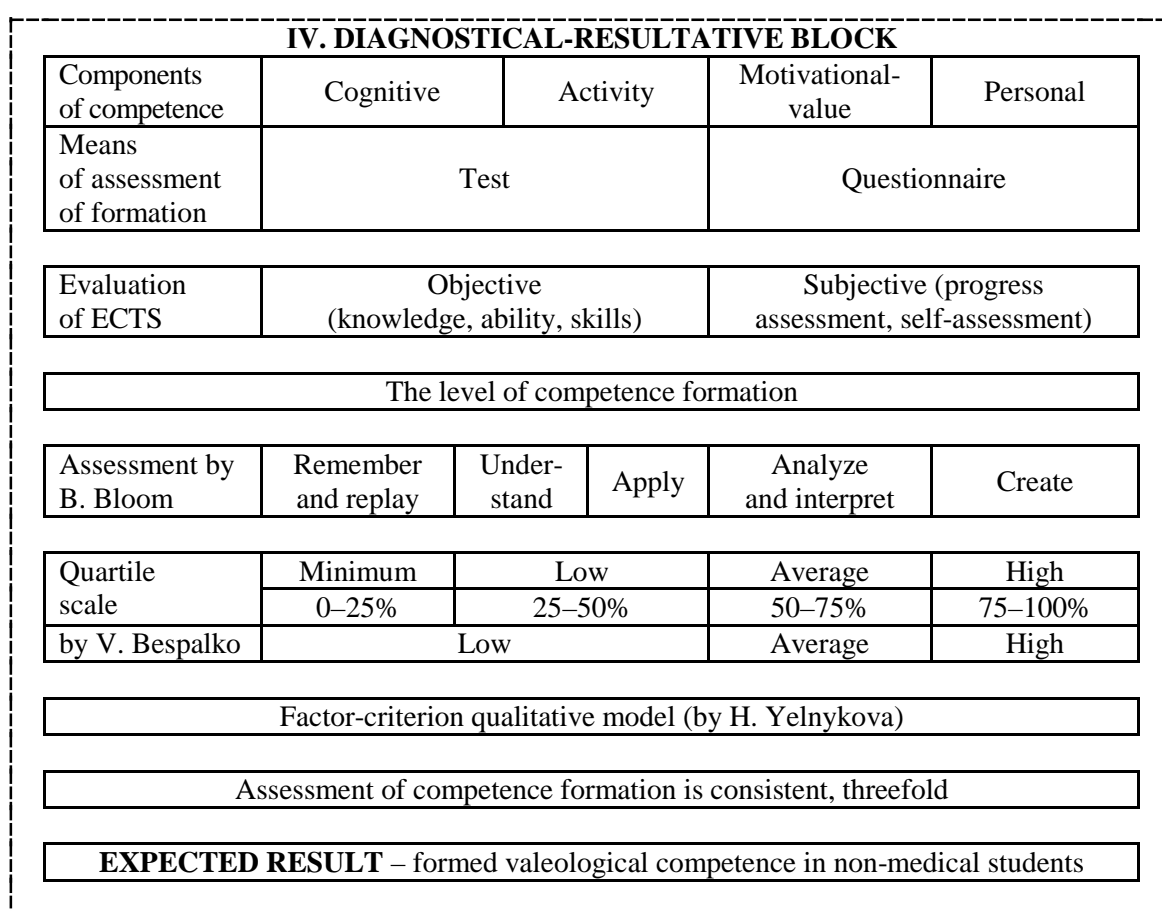 IV. DIAGNOSTICAL-RESULTATIVE BLOCK
Components
of competence
Cognitive
Activity
Motivational-
value
Personal
Means
of assessment
of formation
Test
Questionnaire
Evaluation
of ECTS
Objective
(knowledge, ability, skills)
Subjective (progress
assessment, self-assessment)
The level of competence formation
Assessment by
B. Bloom
Remember
and replay
Under-
stand
Apply
Analyze
and interpret
Create
Quartile
scale
Minimum
Low
Average
High
0–25%
25–50%
50–75%
75–100%
by V. Bespalko
Low
Average
High
Factor-criterion qualitative model (by H. Yelnykova)
Assessment of competence formation is consistent, threefold
EXPECTED RESULT – formed valeological competence in non-medical students